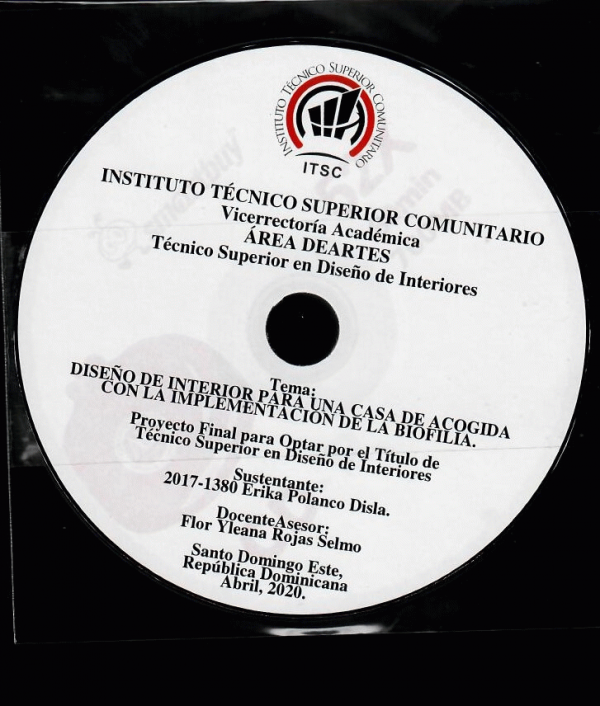 INSTITUTO TÉCNICO SUPERIOR COMUNITARIO
ITSC
INSTITUTO TÉCNICO SUPERIOR COMUNITARIO
Vicerrectoría Académica
ÁREA DEARTES
Técnico Superior en Diseño de Interiores
Tema:
DISEÑO DE INTERIOR PARA UNA CASA DE ACOGIDA
CON LA IMPLEMENTACION DE LA BIOFILIA.
Proyecto Final para Optar por el Título de
Técnico Superior en Diseño de Interiores
Sustentante:
2017-1380 Erika Polanco Disla.
DocenteAsesor:
Flor Yleana Rojas Selmo
Santo Domingo Este,
República Dominicana
Abril, 2020.